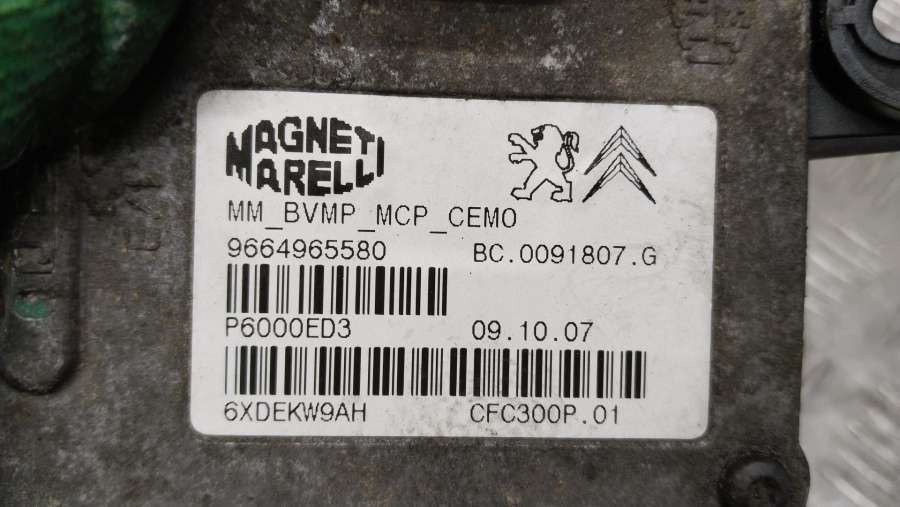 MAGNETI
MARELLI
MM_BVMP_MCP_CEMO
9664965580 BC.0091807.G
P6000ED3 09.10.07
6XDEKW9AH CFC300P.01